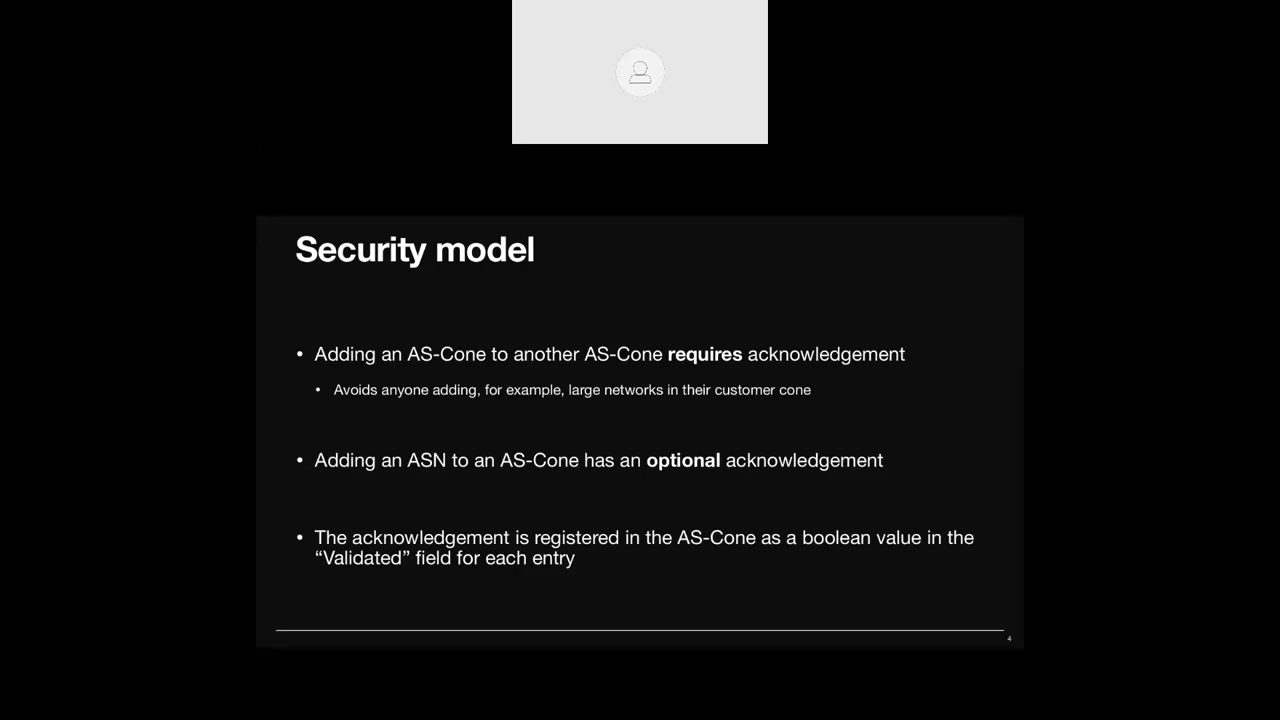 Security model
• Adding an AS-Cone to another AS-Cone requires acknowledgement
• Avoids anyone adding, for example, large networks in their customer cone
• Adding an ASN to an AS-Cone has an optional acknowledgement
• The acknowledgement is registered in the AS-Cone as a boolean value in the
“Validated” field for each entry
4